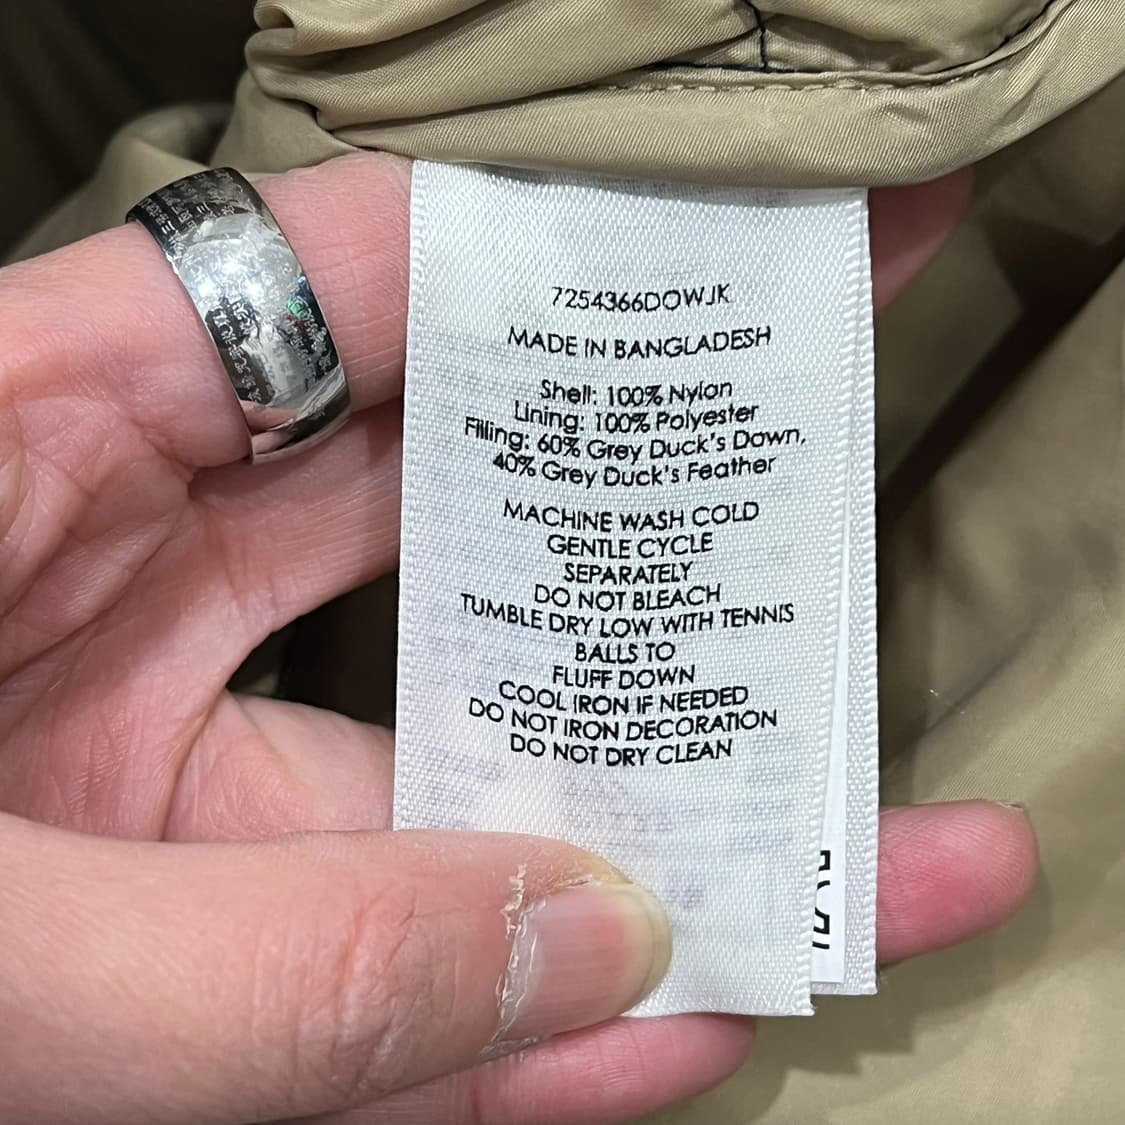 7254366DOWJK
MADE IN BANGLADESH
Shell: 100% Nylon
Lining: 100% Polyester
Filling: 60% Grey Duck's Down,
40% Grey Duck's Feather
MACHINE WASH COLD
GENTLE CYCLE
SEPARATELY
DO NOT BLEACH
TUMBLE DRY LOW WITH TENNIS
BALLS TO
FLUFF DOWN
COOL IRON IF NEEDED
DO NOT IRON DECORATION
DO NOT DRY CLEAN